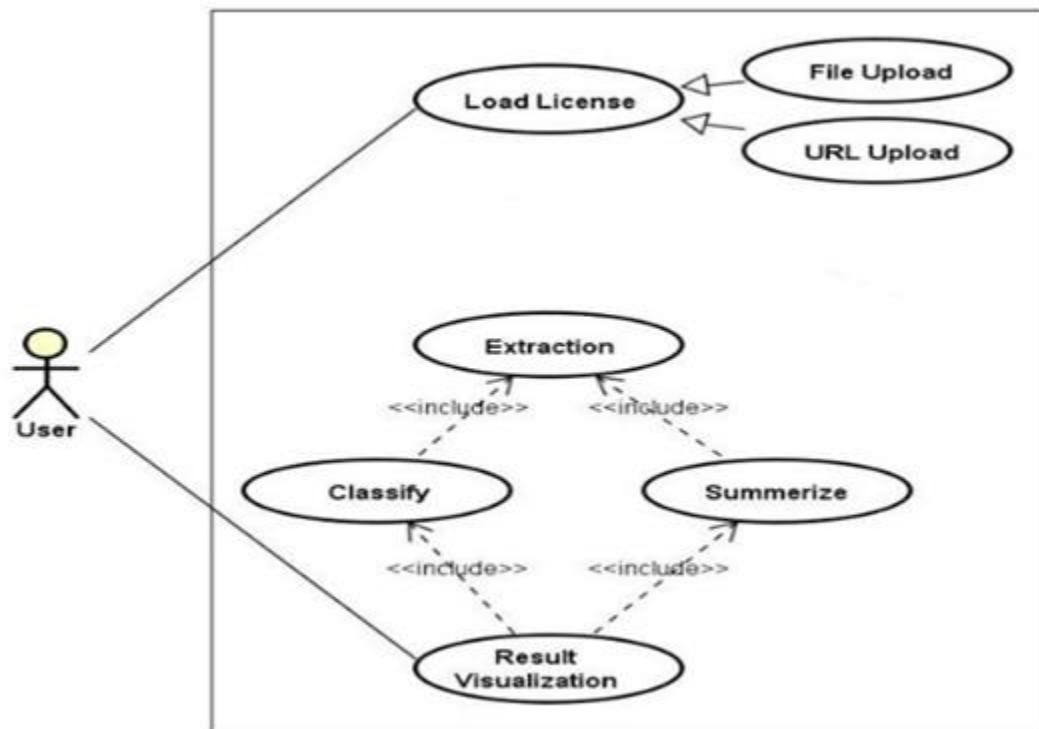 File Upload
Load License
URL Upload
Extraction
<<include>> <<include>>
User
Classify
Summerize
<<include>> <<include>>
Result
Visualization